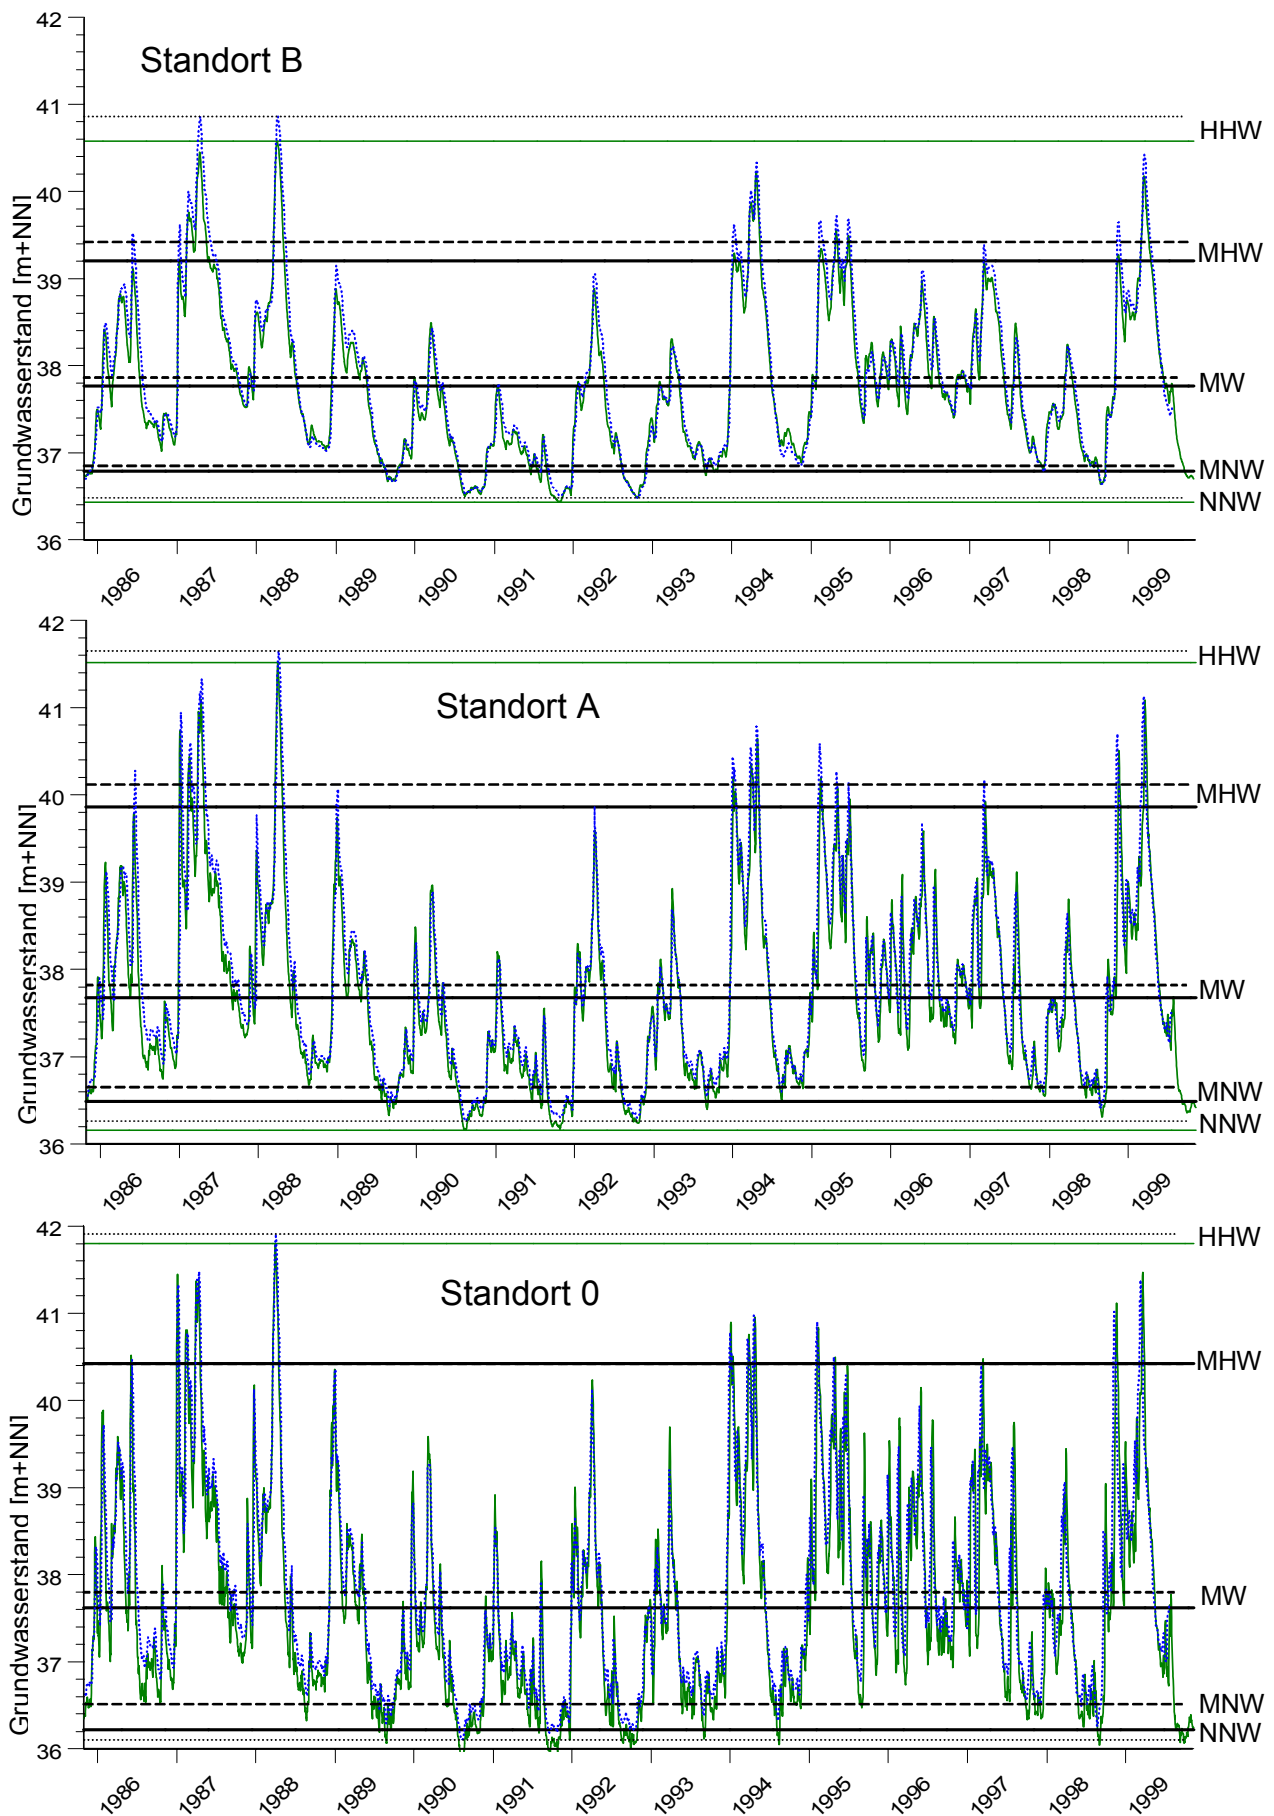 42
Standort B
41
HHW
40
39
MHW
38
MW
37
MNW
NNW
36
Grundwasserstand [m+NN]
1986 1987 1988 1989 1990 1991 1992 1993 1994 1995 1996 1997 1998 1999
42
HHW
41
Standort A
40
MHW
39
38
MW
37
MNW
NNW
36
Grundwasserstand [m+NN]
1986 1987 1988 1989 1990 1991 1992 1993 1994 1995 1996 1997 1998 1999
42
HHW
Standort 0
41
MHW
40
39
38
MW
37
MNW
NNW
36
Grundwasserstand [m+NN]
1986 1987 1988 1989 1990 1991 1992 1993 1994 1995 1996 1997 1998 1999